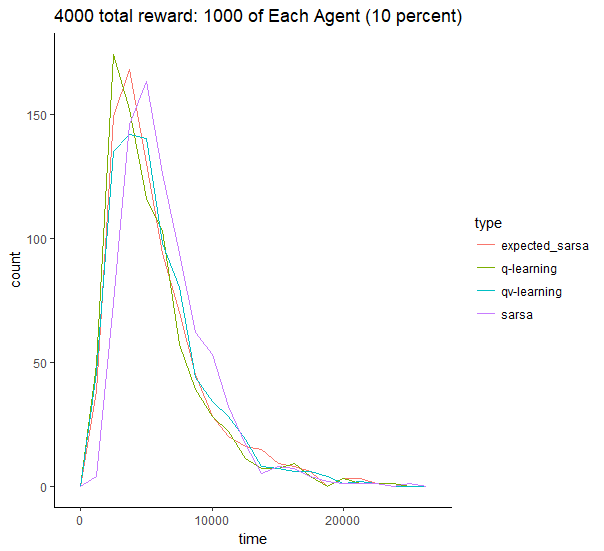 4000 total reward: 1000 of Each Agent (10 percent)
150
100
50
0
count
0 10000 20000
time
type
expected_sarsa
q-learning
qv-learning
sarsa